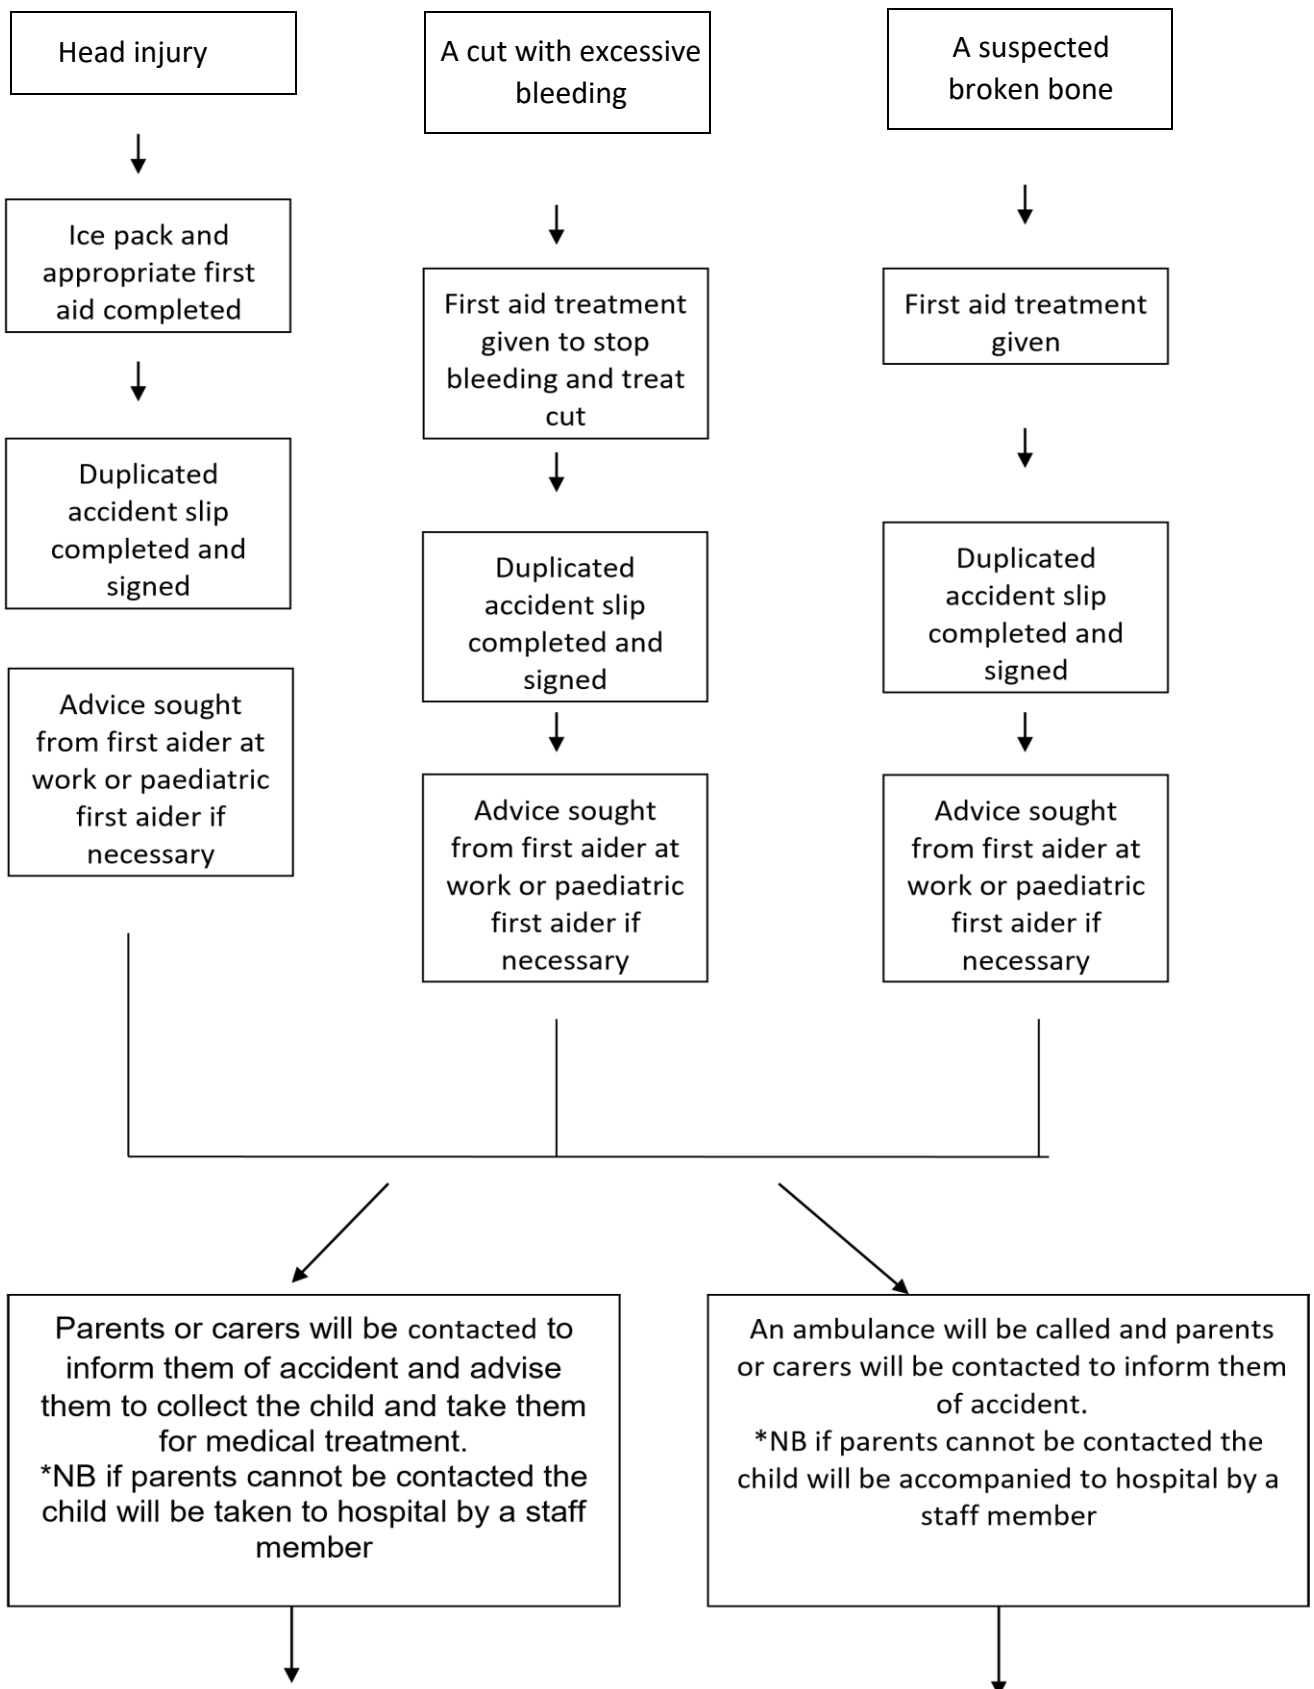 Head injury
A cut with excessive
bleeding
A suspected
broken bone
Ice pack and
appropriate first
aid completed
First aid treatment
given to stop
bleeding and treat
cut
First aid treatment
given
Duplicated
accident slip
completed and
signed
Duplicated
accident slip
completed and
signed
Duplicated
accident slip
completed and
signed
Advice sought
from first aider at
work or paediatric
first aider if
necessary
Advice sought
from first aider at
work or paediatric
first aider if
necessary
Advice sought
from first aider at
work or paediatric
first aider if
necessary
Parents or carers will be contacted to
inform them of accident and advise
them to collect the child and take them
for medical treatment.
*NB if parents cannot be contacted the
child will be taken to hospital by a staff
member
An ambulance will be called and parents
or carers will be contacted to inform them
of accident.
*NB if parents cannot be contacted the
child will be accompanied to hospital by a
staff member